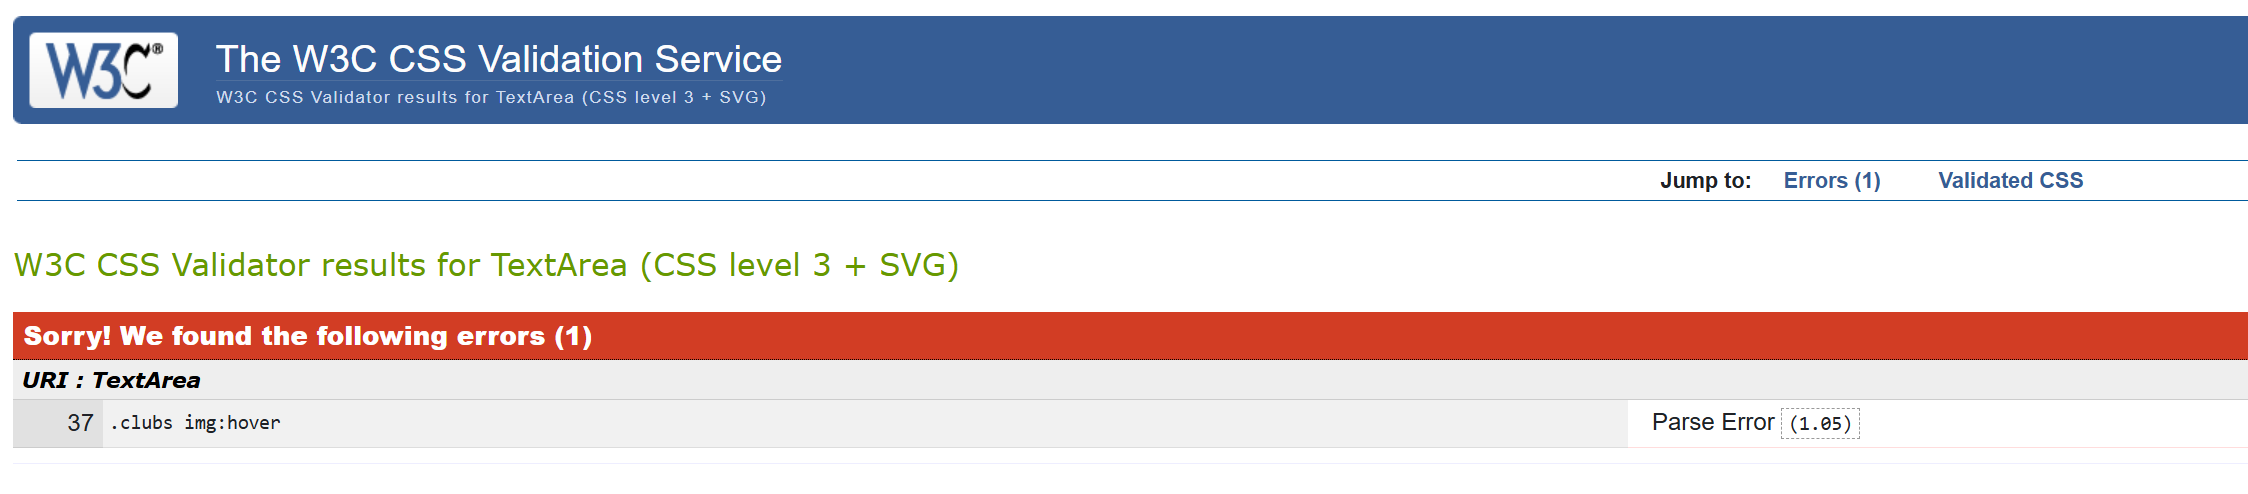 W3C®
The W3C CSS Validation Service
W3C CSS Validator results for TextArea (CSS level 3 + SVG)
Jump to: Errors (1) Validated CSS
W3C CSS Validator results for TextArea (CSS level 3 + SVG)
Sorry! We found the following errors (1)
URI : TextArea
37 .clubs img:hover Parse Error (1.05)